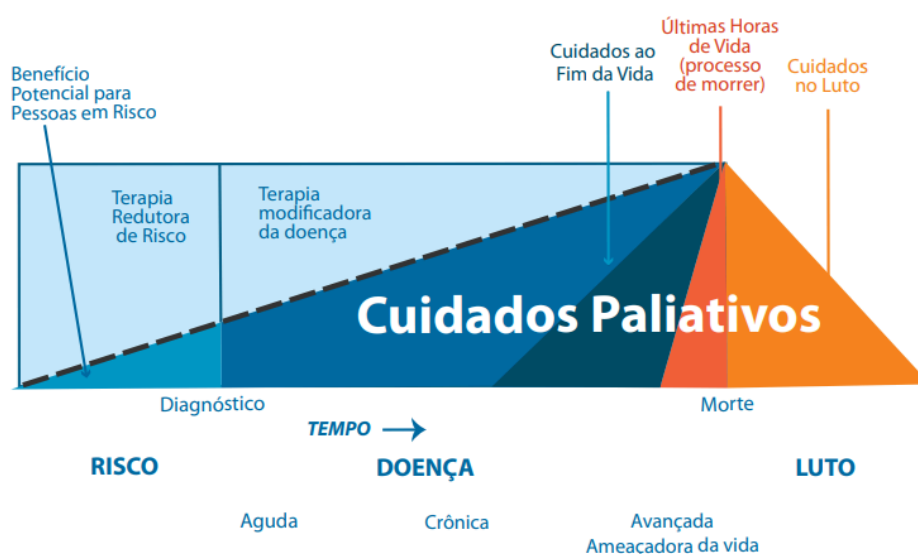 Benefício
Potencial para
Pessoas em Risco
Cuidados ao
Fim da Vida
Últimas Horas
de Vida
(processo
de morrer)
Cuidados
no Luto
Terapia
Redutora
de Risco
Terapia
modificadora
da doença
Cuidados Paliativos
Diagnóstico
Morte
TEMPO
RISCO
DOENÇA
LUTO
Aguda
Crônica
Avançada
Ameaçadora da vida